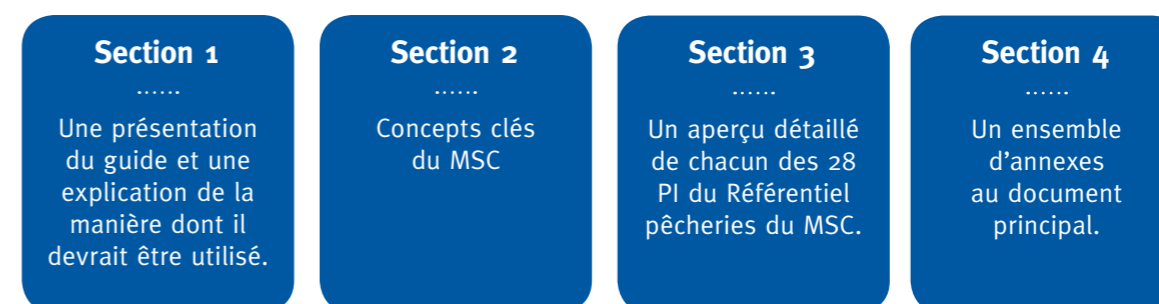 Section 1
......
Une présentation
du guide et une
explication de la
manière dont il
devrait être utilisé.
Section 2
......
Concepts clés
du MSC
Section 3
......
Un aperçu détaillé
de chacun des 28
PI du Référentiel
pêcheries du MSC.
Section 4
......
Un ensemble
d’annexes
au document
principal.